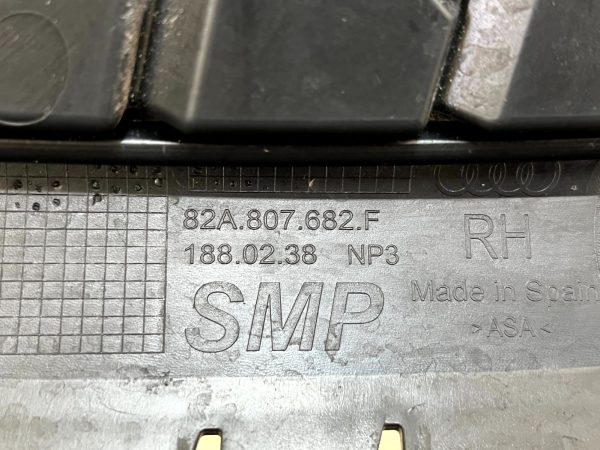 82A.807.682.F
188.02.38 NP3
SMP
RH
Made in Spain
>ASA<